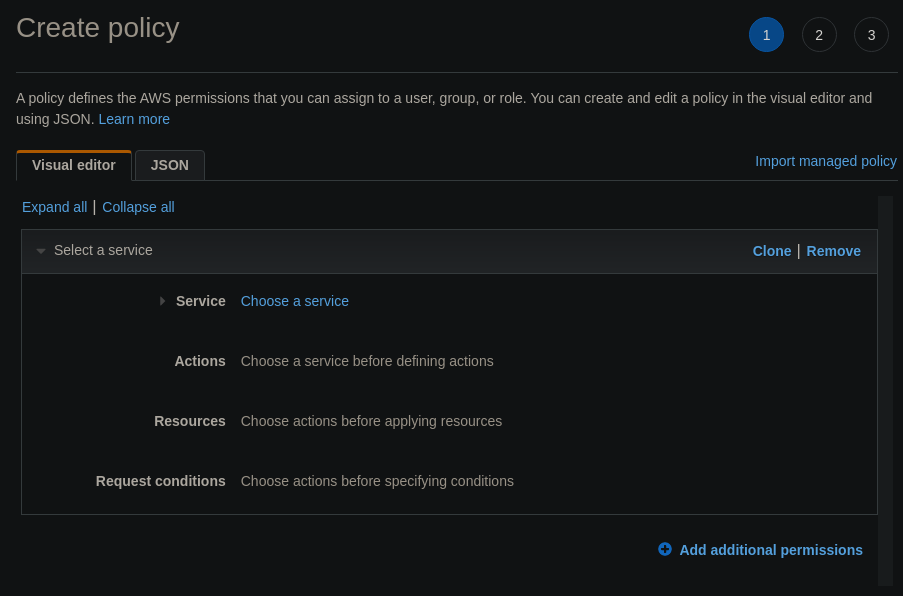 Create policy
1 2 3
A policy defines the AWS permissions that you can assign to a user, group, or role. You can create and edit a policy in the visual editor and
using JSON. Learn more
Visual editor JSON Import managed policy
Expand all | Collapse all
Select a service Clone | Remove
Service Choose a service
Actions Choose a service before defining actions
Resources Choose actions before applying resources
Request conditions Choose actions before specifying conditions
Add additional permissions